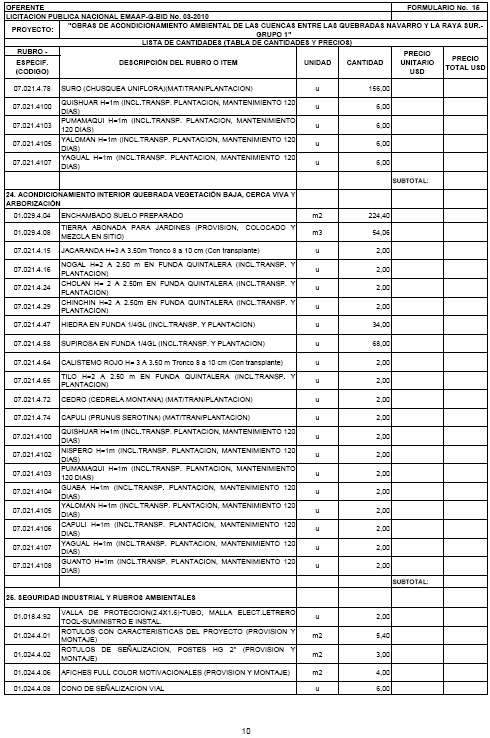 OFERENTE FORMULARIO No. 16
LICITACION PUBLICA NACIONAL EMAAP-Q-BID No. 03-2010
PROYECTO: "OBRAS DE ACONDICIONAMIENTO AMBIENTAL DE LAS CUENCAS ENTRE LAS QUEBRADAS NAVARRO Y LA RAYA SUR.-
GRUPO 1"
LISTA DE CANTIDADES (TABLA DE CANTIDADES Y PRECIOS)
RUBRO -
ESPECIF.
(CODIGO) DESCRIPCIÓN DEL RUBRO O ITEM UNIDAD CANTIDAD PRECIO
UNITARIO
USD PRECIO
TOTAL USD
07.021.4.78 SURO (CHUSQUEA UNIFLORA)(MAT/TRAN/PLANTACION) u 156,00
07.021.4100 QUISHUAR H=1m (INCL.TRANSP. PLANTACION, MANTENIMIENTO 120
DIAS) u 6,00
07.021.4103 PUMAMAQUI H=1m (INCL.TRANSP. PLANTACION, MANTENIMIENTO
120 DIAS) u 6,00
07.021.4105 YALOMAN H=1m (INCL.TRANSP. PLANTACION, MANTENIMIENTO 120
DIAS) u 6,00
07.021.4107 YAGUAL H=1m (INCL.TRANSP. PLANTACION, MANTENIMIENTO 120
DIAS) u 6,00
SUBTOTAL:
24. ACONDICIONAMIENTO INTERIOR QUEBRADA VEGETACIÓN BAJA, CERCA VIVA Y
ARBORIZACIÓN
01.029.4.04 ENCHAMBADO SUELO PREPARADO m2 224,40
01.029.4.08 TIERRA ABONADA PARA JARDINES (PROVISION, COLOCADO Y
MEZCLA EN SITIO) m3 54,06
07.021.4.15 JACARANDA H=3 A 3.50m Tronco 8 a 10 cm (Con transplante) u 2,00
07.021.4.16 NOGAL H=2 A 2.50 m EN FUNDA QUINTALERA (INCL.TRANSP. Y
PLANTACION) u 2,00
07.021.4.24 CHOLAN H= 2 A 2.50m EN FUNDA QUINTALERA (INCL.TRANSP. Y
PLANTACION) u 2,00
07.021.4.29 CHINCHIN H=2 A 2.50m EN FUNDA QUINTALERA (INCL.TRANSP. Y
PLANTACION) u 2,00
07.021.4.47 HIEDRA EN FUNDA 1/4GL (INCL.TRANSP. Y PLANTACION) u 34,00
07.021.4.58 SUPIROSA EN FUNDA 1/4GL (INCL.TRANSP. Y PLANTACION) u 68,00
07.021.4.64 CALISTEMO ROJO H= 3 A 3.50 m Tronco 8 a 10 cm (Con transplante) u 2,00
07.021.4.65 TILO H=2 A 2.50 m EN FUNDA QUINTALERA (INCL.TRANSP. Y
PLANTACION) u 2,00
07.021.4.72 CEDRO (CEDRELA MONTANA) (MAT/TRAN/PLANTACION) u 2,00
07.021.4.74 CAPULI (PRUNUS SEROTINA) (MAT/TRAN/PLANTACION) u 2,00
07.021.4100 QUISHUAR H=1m (INCL.TRANSP. PLANTACION, MANTENIMIENTO 120
DIAS) u 2,00
07.021.4102 NISPERO H=1m (INCL.TRANSP. PLANTACION, MANTENIMIENTO 120
DIAS) u 2,00
07.021.4103 PUMAMAQUI H=1m (INCL.TRANSP. PLANTACION, MANTENIMIENTO
120 DIAS) u 2,00
07.021.4104 GUABA H=1m (INCL.TRANSP. PLANTACION, MANTENIMIENTO 120
DIAS) u 2,00
07.021.4105 YALOMAN H=1m (INCL.TRANSP. PLANTACION, MANTENIMIENTO 120
DIAS) u 2,00
07.021.4106 CAPULI H=1m (INCL.TRANSP. PLANTACION, MANTENIMIENTO 120
DIAS) u 2,00
07.021.4107 YAGUAL H=1m (INCL.TRANSP. PLANTACION, MANTENIMIENTO 120
DIAS) u 2,00
07.021.4108 GUANTO H=1m (INCL.TRANSP. PLANTACION, MANTENIMIENTO 120
DIAS) u 2,00
SUBTOTAL:
25. SEGURIDAD INDUSTRIAL Y RUBROS AMBIENTALES
01.018.4.92 VALLA DE PROTECCION(2.4X1.6)-TUBO, MALLA ELECT.LETRERO
TOOL-SUMINISTRO E INSTAL. u 2,00
01.024.4.01 ROTULOS CON CARACTERISTICAS DEL PROYECTO (PROVISION Y
MONTAJE) m2 5,40
01.024.4.02 ROTULOS DE SEÑALIZACION, POSTES HG 2" (PROVISION Y
MONTAJE) m2 3,00
01.024.4.06 AFICHES FULL COLOR MOTIVACIONALES (PROVISION Y MONTAJE) m2 4,00
01.024.4.08 CONO DE SEÑALIZACION VIAL u 6,00
10